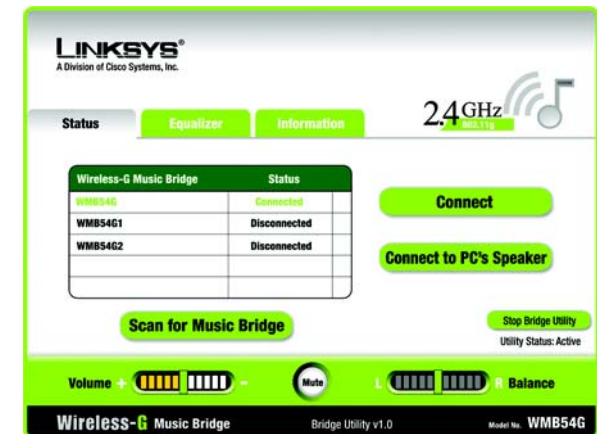 LINKSYS®
A Division of Cisco Systems, Inc.
Status Equalizer Information
2.4GHz
802.11g
Wireless-G Music Bridge Status
WMB54G Connected
WMB54G1 Disconnected
WMB54G2 Disconnected
Connect
Connect to PC's Speaker
Scan for Music Bridge
Stop Bridge Utility
Utility Status: Active
Volume + - Mute L R Balance
Wireless-G Music Bridge Bridge Utility v1.0 Model No. WMB54G